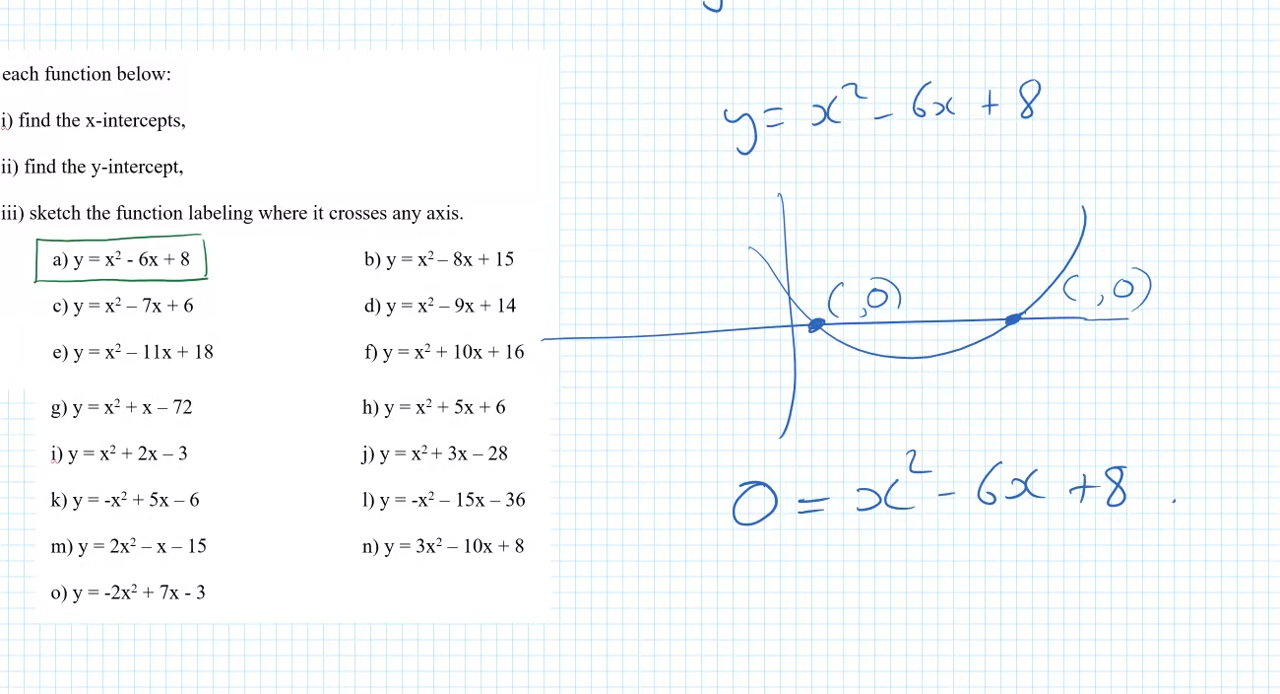 each function below:
i) find the x-intercepts,
ii) find the y-intercept,
iii) sketch the function labeling where it crosses any axis.
a) y = x² - 6x + 8
b) y = x² – 8x + 15
c) y = x² – 7x + 6
d) y = x² – 9x + 14
e) y = x² – 11x + 18
f) y = x² + 10x + 16
g) y = x² + x – 72
h) y = x² + 5x + 6
i) y = x² + 2x – 3
j) y = x² + 3x – 28
k) y = -x² + 5x – 6
l) y = -x² – 15x – 36
m) y = 2x² – x – 15
n) y = 3x² – 10x + 8
o) y = -2x² + 7x - 3
y = x² - 6x + 8
( , 0)
( , 0)
0 = x² - 6x + 8 .